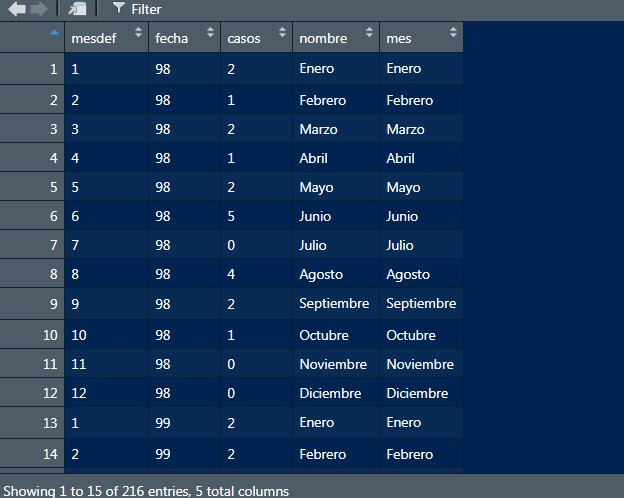 Filter
mesdef fecha casos nombre mes
1 1 98 2 Enero Enero
2 2 98 1 Febrero Febrero
3 3 98 2 Marzo Marzo
4 4 98 1 Abril Abril
5 5 98 2 Mayo Mayo
6 6 98 5 Junio Junio
7 7 98 0 Julio Julio
8 8 98 4 Agosto Agosto
9 9 98 2 Septiembre Septiembre
10 10 98 1 Octubre Octubre
11 11 98 0 Noviembre Noviembre
12 12 98 0 Diciembre Diciembre
13 1 99 2 Enero Enero
14 2 99 2 Febrero Febrero
Showing 1 to 15 of 216 entries, 5 total columns